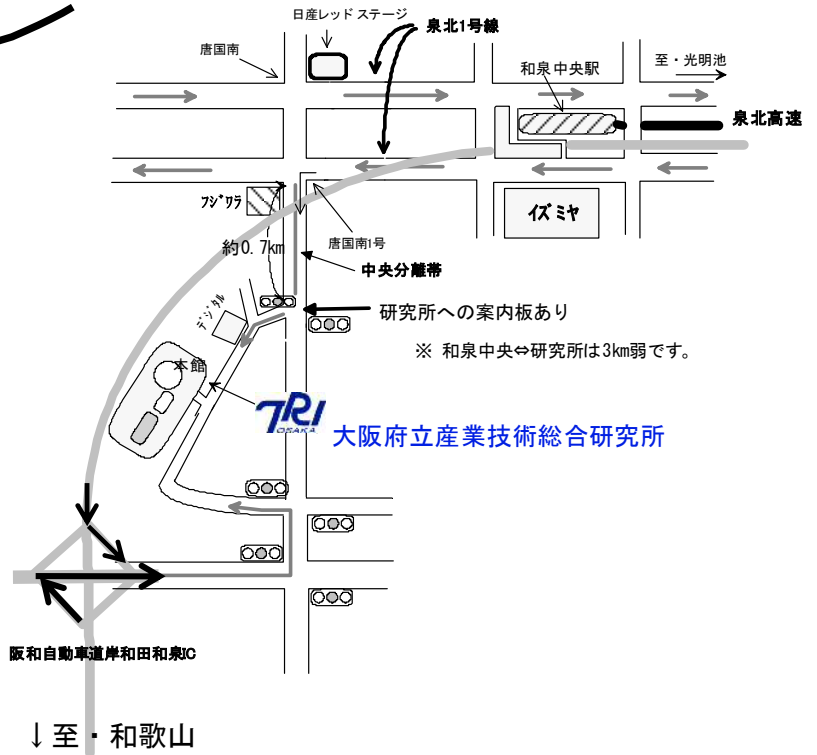 日産レッドステージ
泉北1号線
唐国南
和泉中央駅
至・光明池
泉北高速
フジワラ
イズミヤ
唐国南1号
約0.7km
中央分離帯
デジタル
研究所への案内板あり
※ 和泉中央⇔研究所は3km弱です。
本館
TRI
OSAKA
大阪府立産業技術総合研究所
阪和自動車道岸和田和泉IC
↓至・和歌山